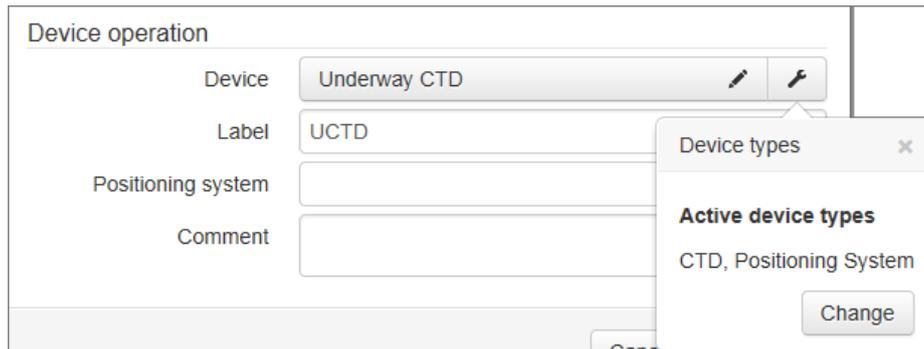 Device operation
Device Underway CTD
Label UCTD
Device types ×
Positioning system
Active device types
Comment
CTD, Positioning System
Change